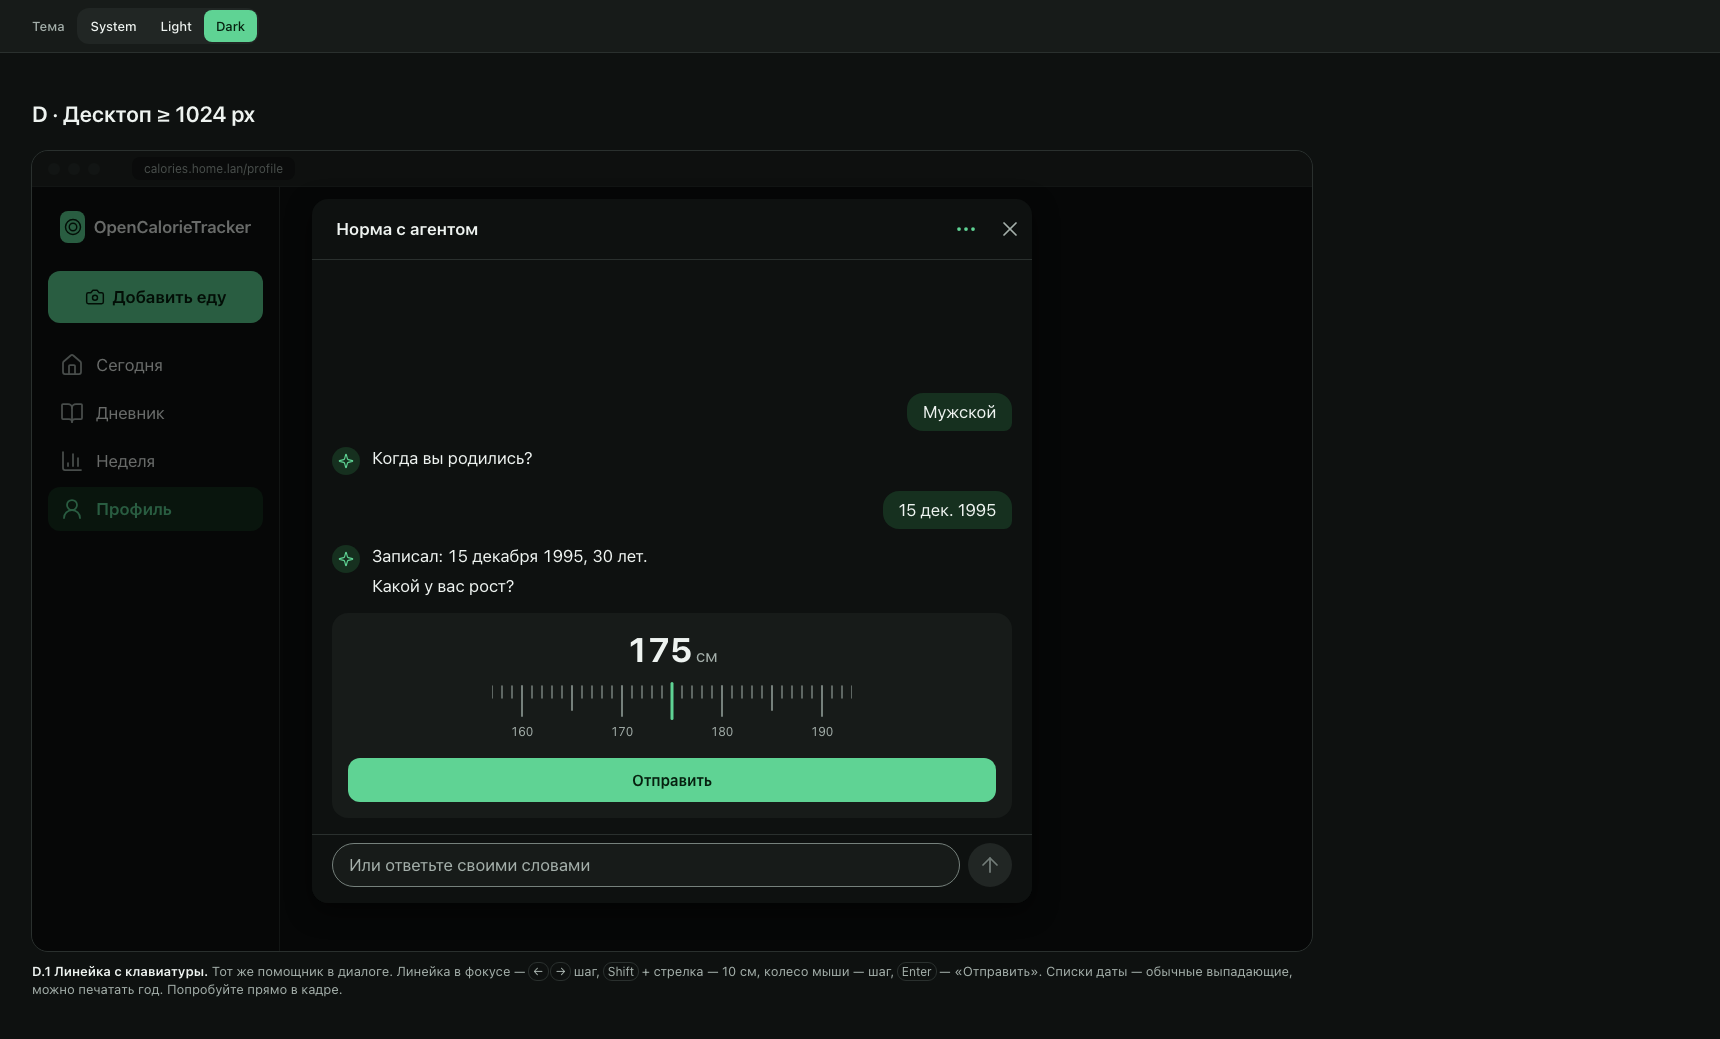 Тема System Light Dark
D · Десктоп ≥ 1024 px
calories.home.lan/profile
OpenCalorieTracker
Добавить еду
Сегодня
Дневник
Неделя
Профиль
Норма с агентом
Мужской
Когда вы родились?
15 дек. 1995
Записал: 15 декабря 1995, 30 лет.
Какой у вас рост?
175 см
160 170 180 190
Отправить
Или ответьте своими словами
D.1 Линейка с клавиатуры. Тот же помощник в диалоге. Линейка в фокусе — ← → шаг, Shift + стрелка — 10 см, колесо мыши — шаг, Enter — «Отправить». Списки даты — обычные выпадающие,
можно печатать год. Попробуйте прямо в кадре.